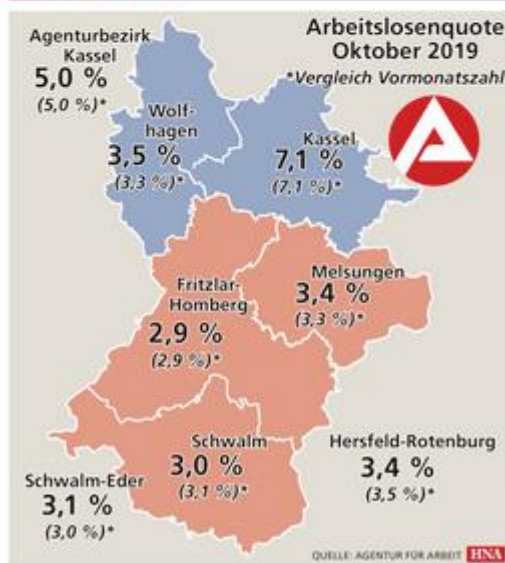 Arbeitslosenquote
Oktober 2019
*Vergleich Vormonatszahl
Agenturbezirk
Kassel
5,0 %
(5,0 %)*
Wolf-
hagen
3,5 %
(3,3 %)*
Kassel
7,1 %
(7,1 %)*
Fritzlar-
Homberg
2,9 %
(2,9 %)*
Melsungen
3,4 %
(3,3 %)*
Schwalm
3,0 %
(3,1 %)*
Schwalm-Eder
3,1 %
(3,0 %)*
Hersfeld-Rotenburg
3,4 %
(3,5 %)*
QUELLE: AGENTUR FÜR ARBEIT HNA